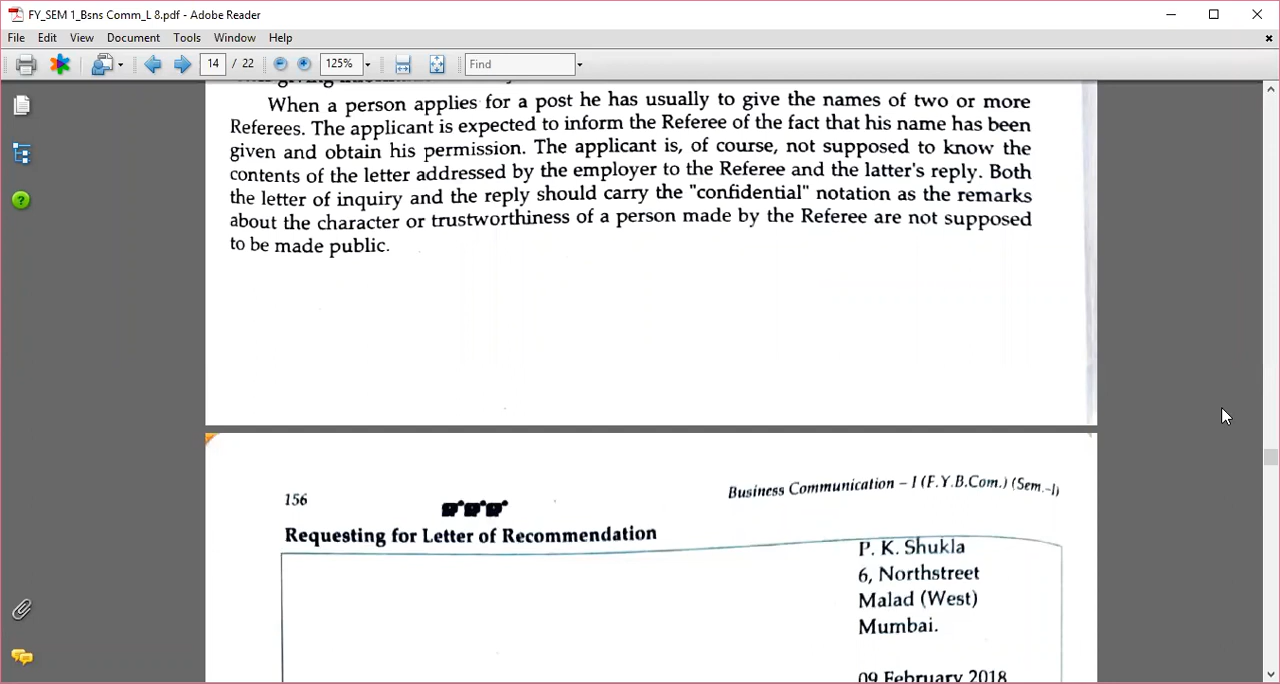 FY_SEM 1_Bsns Comm_L 8.pdf - Adobe Reader
File Edit View Document Tools Window Help
14 / 22 125% Find
When a person applies for a post he has usually to give the names of two or more
Referees. The applicant is expected to inform the Referee of the fact that his name has been
given and obtain his permission. The applicant is, of course, not supposed to know the
contents of the letter addressed by the employer to the Referee and the latter's reply. Both
the letter of inquiry and the reply should carry the "confidential" notation as the remarks
about the character or trustworthiness of a person made by the Referee are not supposed
to be made public.
156
Business Communication – I (F.Y.B.Com.) (Sem.-I)
Requesting for Letter of Recommendation
P. K. Shukla
6, Northstreet
Malad (West)
Mumbai.
09 February 2018